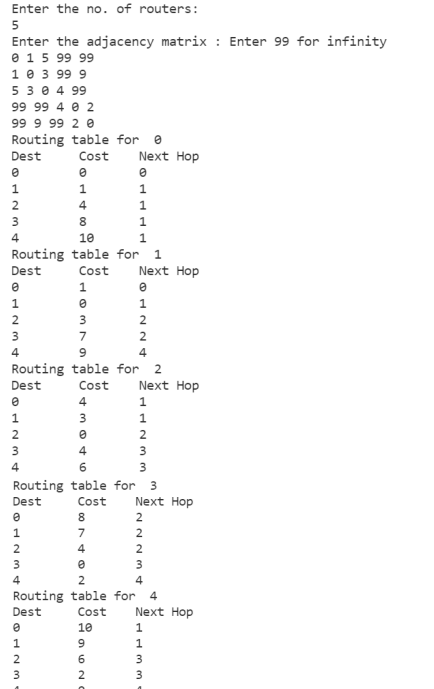 Enter the no. of routers:
5
Enter the adjacency matrix : Enter 99 for infinity
0 1 5 99 99
1 0 3 99 9
5 3 0 4 99
99 99 4 0 2
99 9 99 2 0
Routing table for  0
Dest Cost Next Hop
0 0 0
1 1 1
2 4 1
3 8 1
4 10 1
Routing table for  1
Dest Cost Next Hop
0 1 0
1 0 1
2 3 2
3 7 2
4 9 4
Routing table for  2
Dest Cost Next Hop
0 4 1
1 3 1
2 0 2
3 4 3
4 6 3
Routing table for  3
Dest Cost Next Hop
0 8 2
1 7 2
2 4 2
3 0 3
4 2 4
Routing table for  4
Dest Cost Next Hop
0 10 1
1 9 1
2 6 3
3 2 3